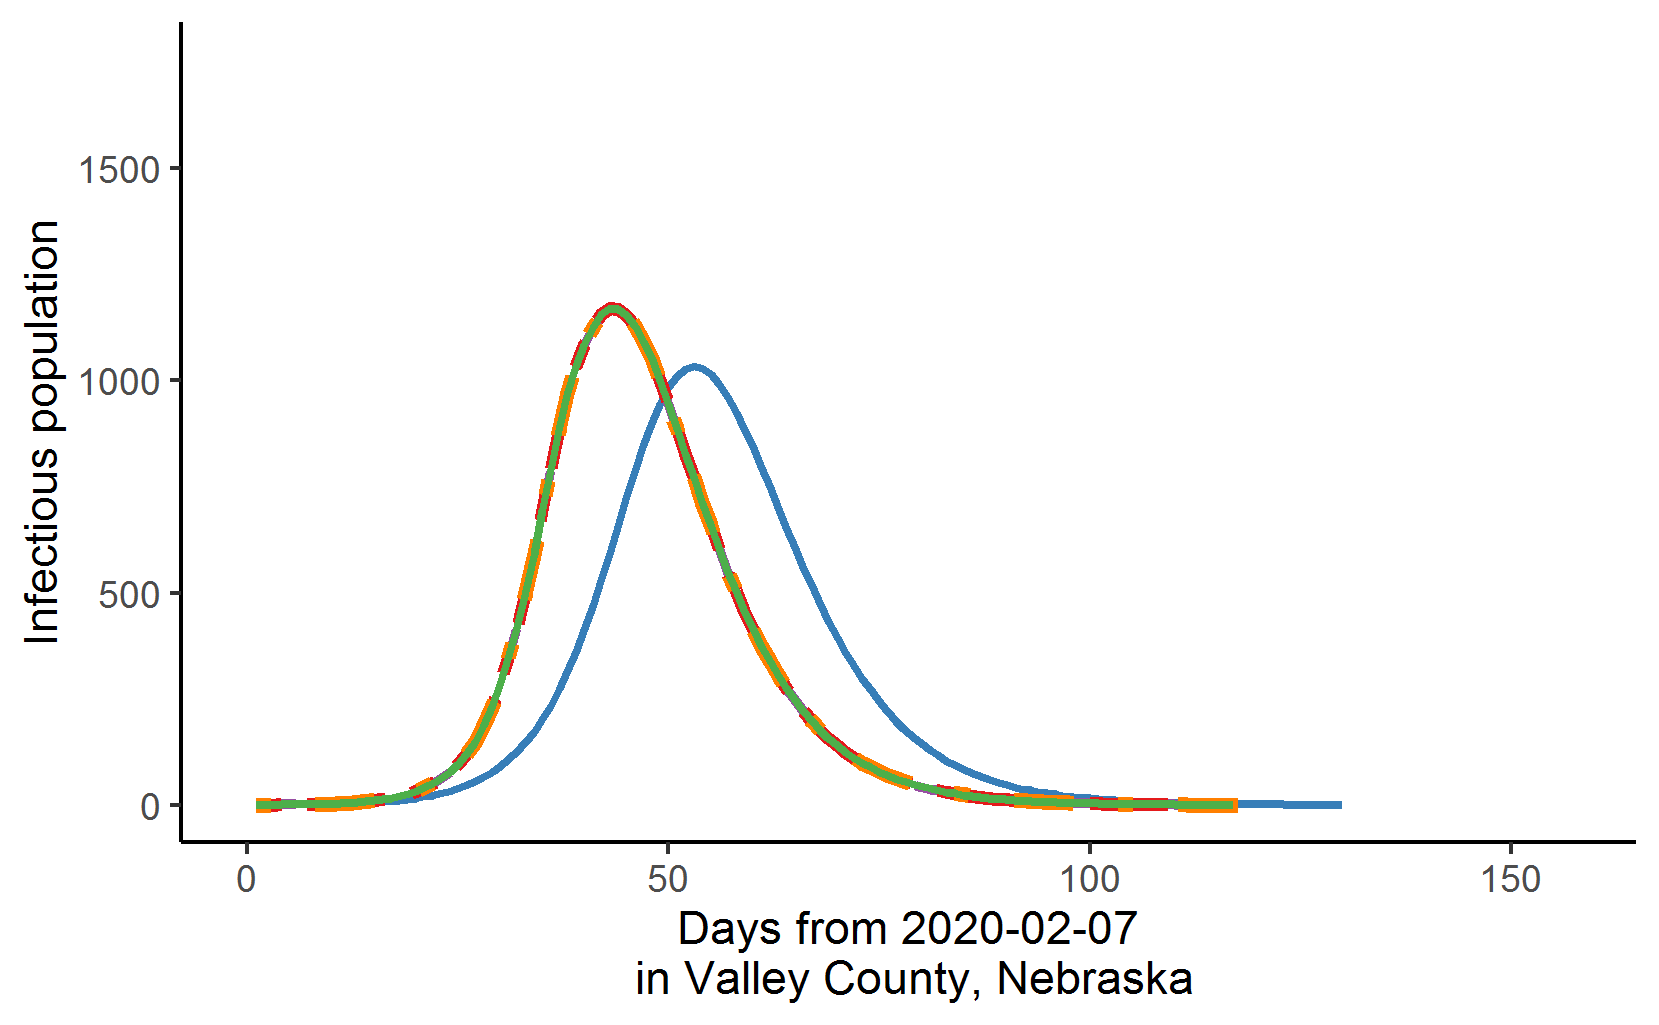 1500
1000
500
0
Infectious population
0 50 100 150
Days from 2020-02-07
in Valley County, Nebraska